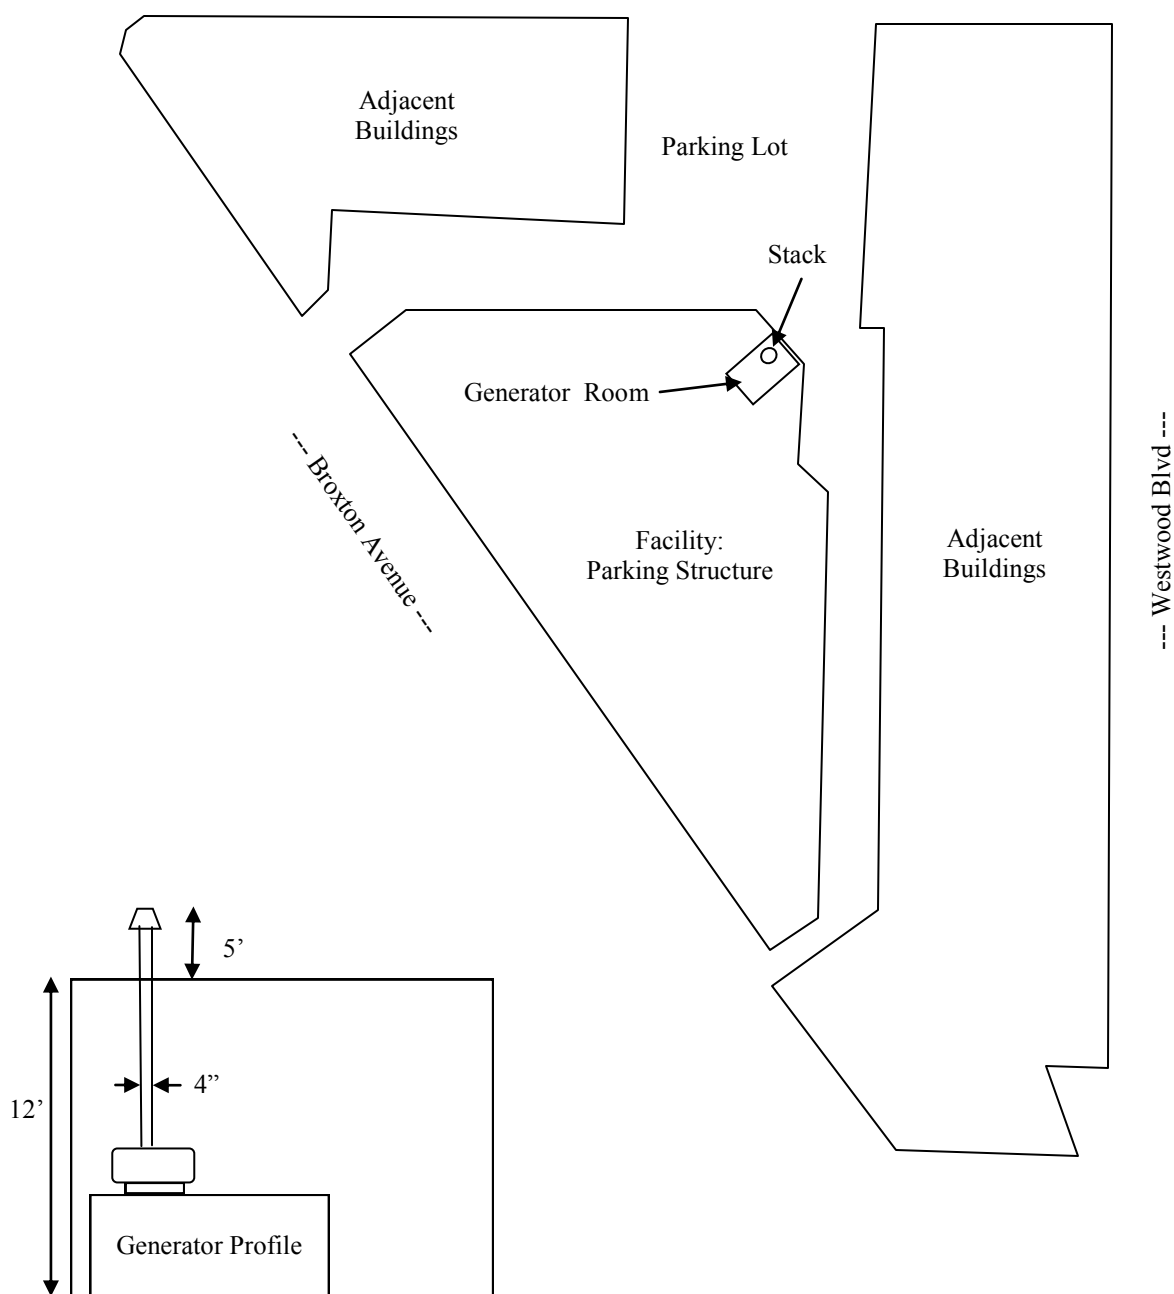 Adjacent
Buildings
Parking Lot
Stack
Generator Room
--- Broxton Avenue ---
Facility:
Parking Structure
Adjacent
Buildings
--- Westwood Blvd ---
5’
4”
12’
Generator Profile